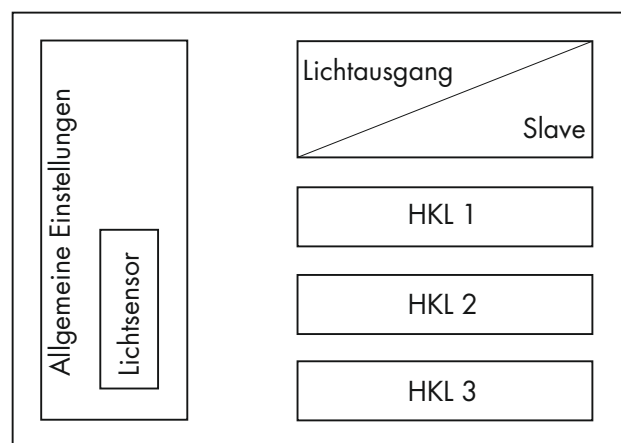 Allgemeine Einstellungen
Lichtsensor
Lichtausgang
Slave
HKL 1
HKL 2
HKL 3